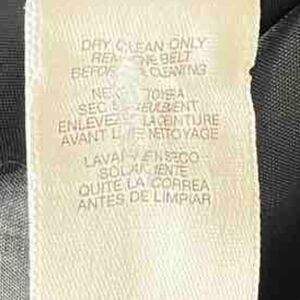 DRY CLEAN ONLY
REMOVE BELT
BEFORE CLEANING
SEC SEULEMENT
ENLEVEZ LA CEINTURE
AVANT LE NETTOYAGE
LAVAR EN SECO
SOLAMENTE
QUITE LA CORREA
ANTES DE LIMPIAR